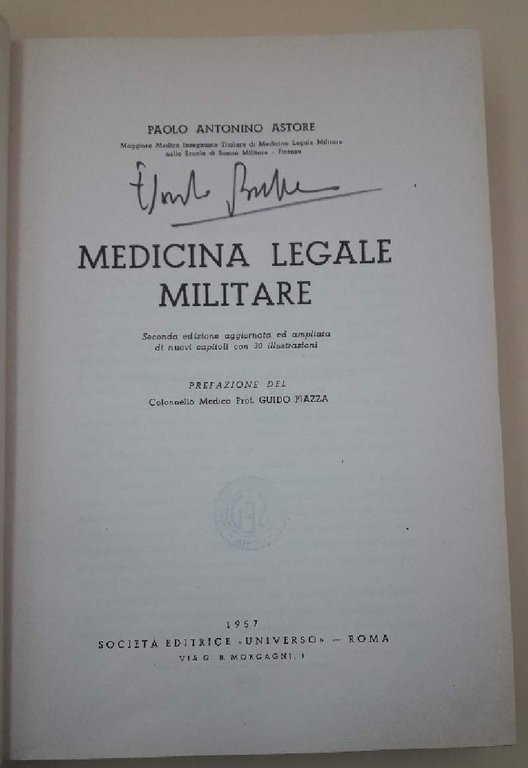 PAOLO ANTONINO ASTORE
Maggiore Medico Insegnante Titolare di Medicina Legale Militare
nella Scuola di Sanità Militare - Firenze
MEDICINA LEGALE
MILITARE
Seconda edizione aggiornata ed ampliata
di nuovi capitoli con 30 illustrazioni
PREFAZIONE DEL
Colonnello Medico Prof. GUIDO PIAZZA
1957
SOCIETÀ EDITRICE «UNIVERSO» — ROMA
VIA G. B. MORGAGNI, 1